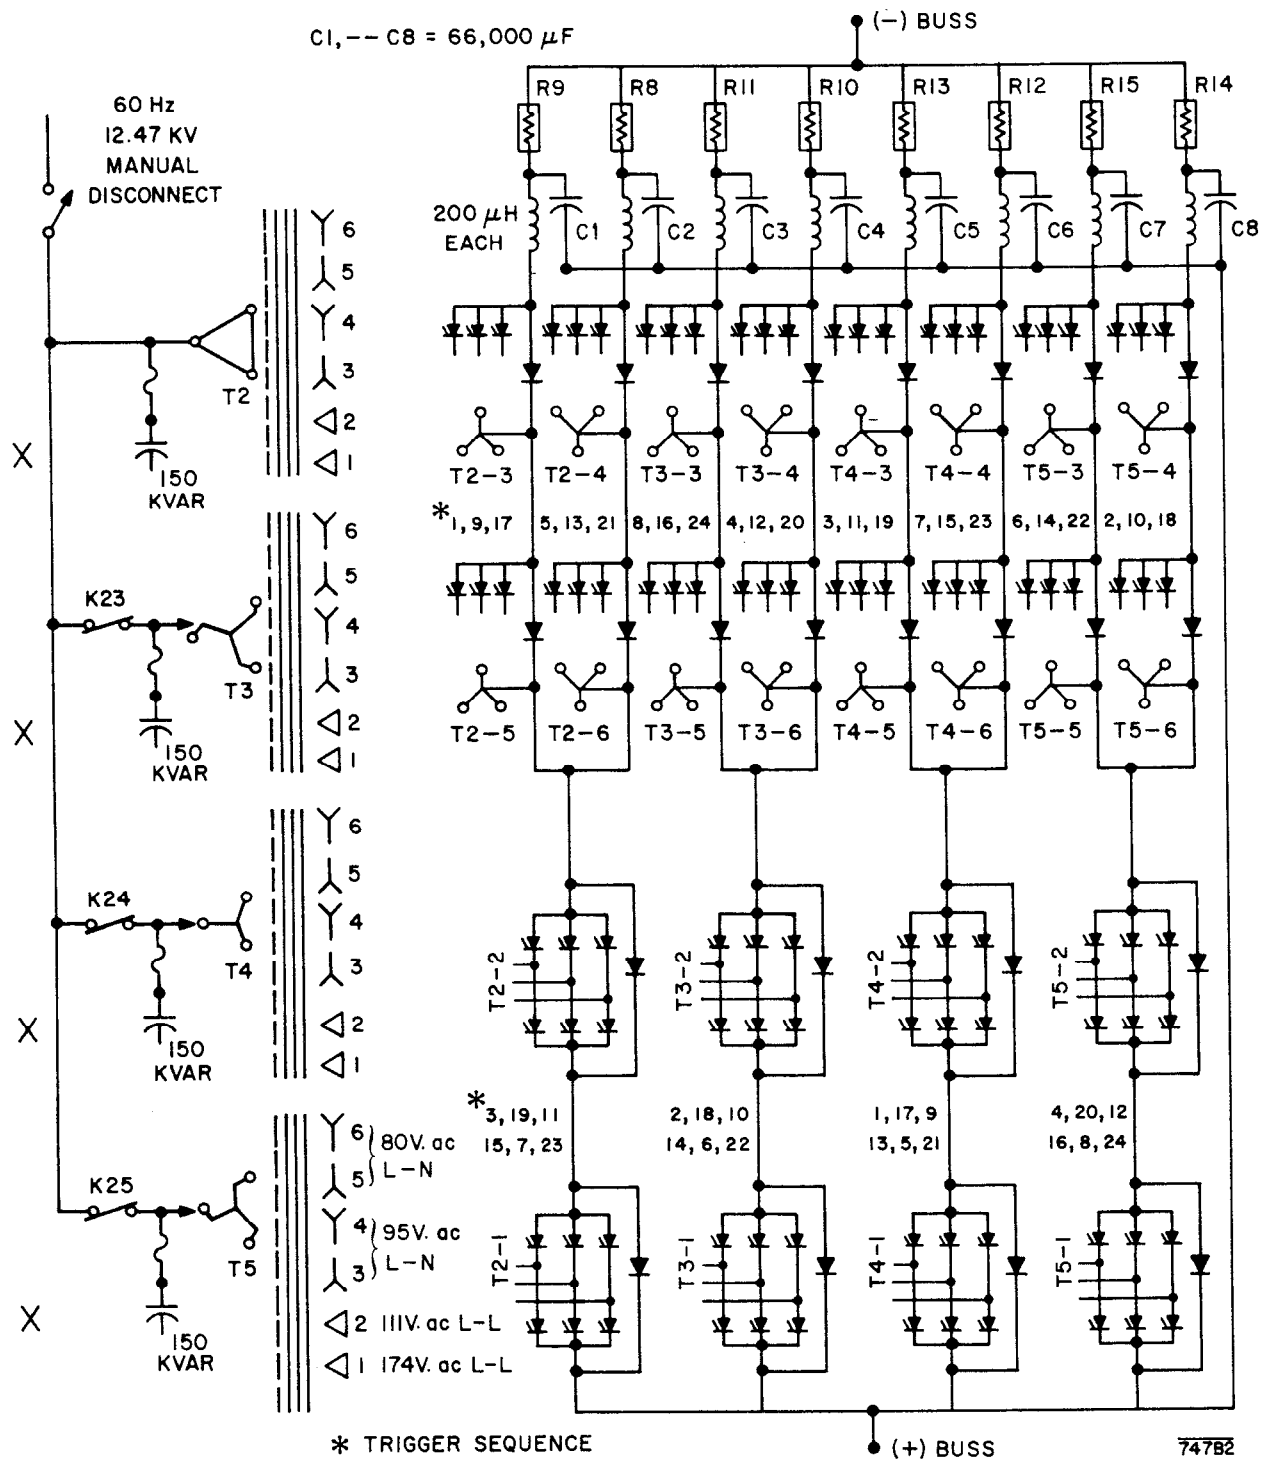 C1,-- C8 = 66,000 µF
(-) BUSS
60 Hz
12.47 KV
MANUAL
DISCONNECT
R9 R8 R11 R10 R13 R12 R15 R14
200 µH
EACH
C1 C2 C3 C4 C5 C6 C7 C8
6
5
4
3
2
1
T2
X
150
KVAR
T2-3 T2-4 T3-3 T3-4 T4-3 T4-4 T5-3 T5-4
*1,9,17 5,13,21 8,16,24 4,12,20 3,11,19 7,15,23 6,14,22 2,10,18
6
5
4
3
2
1
K23
T3
X
150
KVAR
T2-5 T2-6 T3-5 T3-6 T4-5 T4-6 T5-5 T5-6
6
5
4
3
2
1
K24
T4
X
150
KVAR
T2-2 T3-2 T4-2 T5-2
*3,19,11 2,18,10 1,17,9 4,20,12
15,7,23 14,6,22 13,5,21 16,8,24
6 80V. ac
5 L-N
4 95V. ac
3 L-N
2 111V. ac L-L
1 174V. ac L-L
K25
T5
X
150
KVAR
T2-1 T3-1 T4-1 T5-1
* TRIGGER SEQUENCE
(+) BUSS
747B2